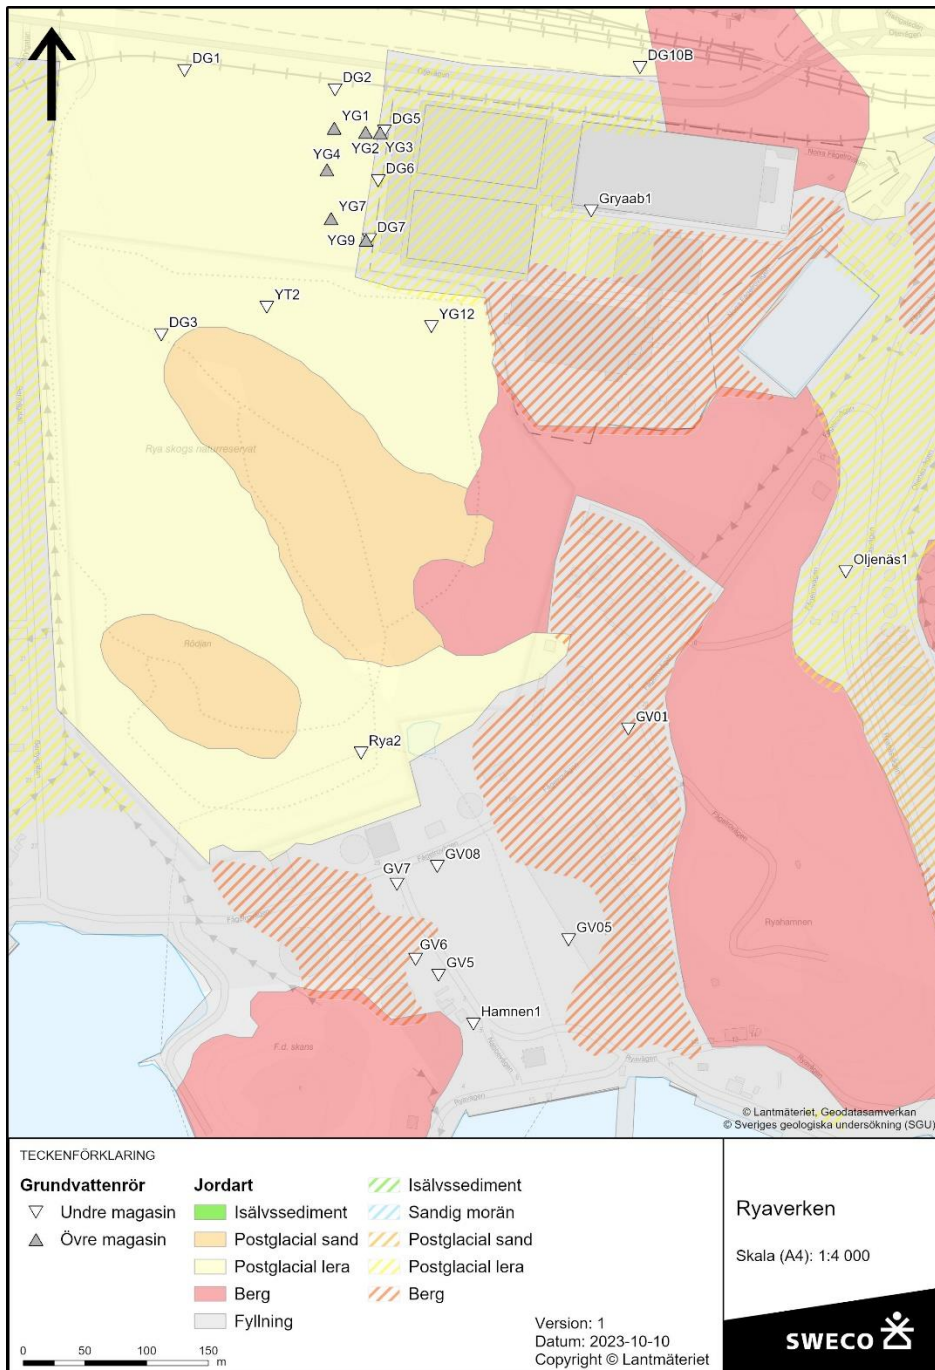 DG1
DG10B
DG2
YG1
DG5
YG2
YG3
YG4
DG6
Gryaab1
YG7
DG7
YG9
YT2
YG12
DG3
Rya skogs naturreservat
Oljenäs1
Rödjan
GV01
Rya2
GV08
GV7
Ryahamnen
GV05
GV6
GV5
Hamnen1
F.d. skans
© Lantmäteriet, Geodatasamverkan
© Sveriges geologiska undersökning (SGU)
TECKENFÖRKLARING
Grundvattenrör
Undre magasin
Övre magasin
Jordart
Isälvssediment
Postglacial sand
Postglacial lera
Berg
Fyllning
Isälvssediment
Sandig morän
Postglacial sand
Postglacial lera
Berg
0 50 100 150
m
Version: 1
Datum: 2023-10-10
Copyright © Lantmäteriet
Ryaverken
Skala (A4): 1:4 000
SWECO